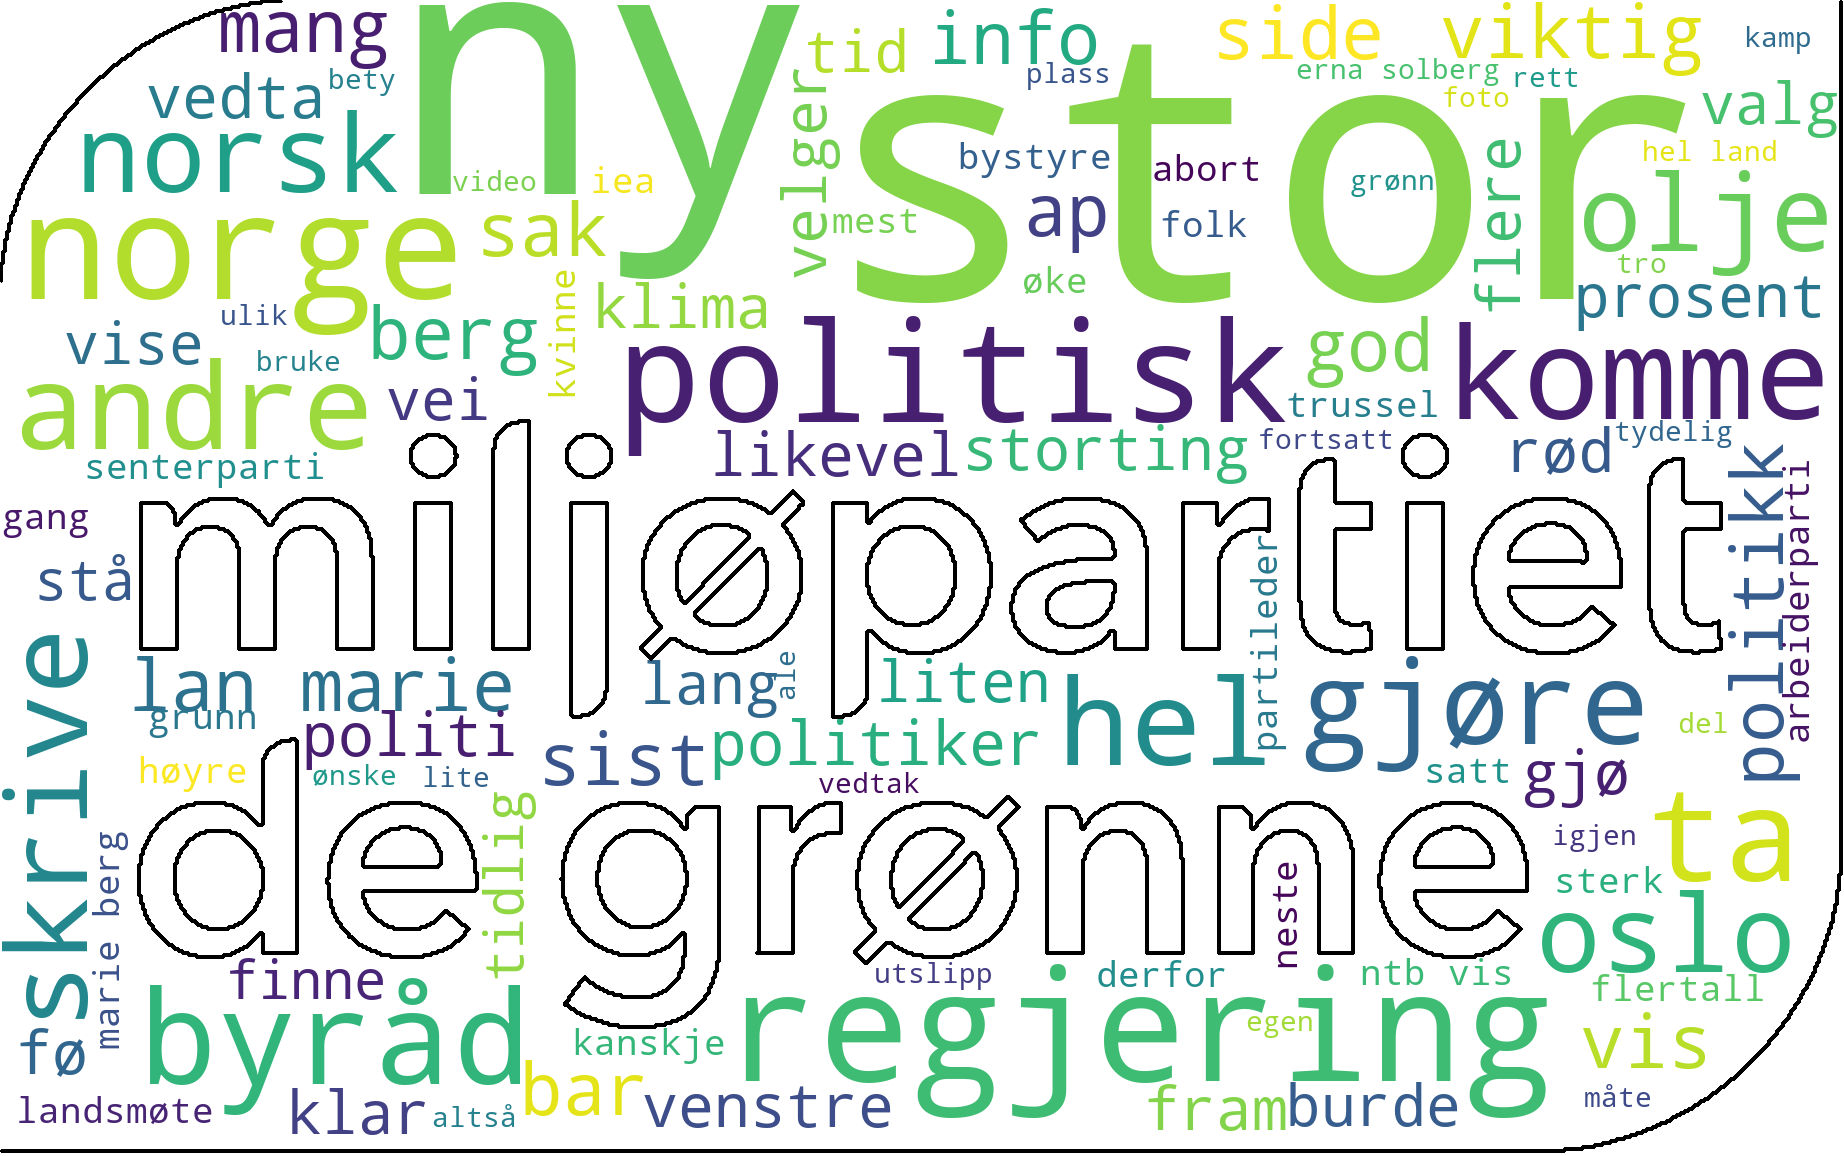 mang
ny
tid
info
side
viktig
kamp
vedta
bety
velger
plass
stor
erna solberg
rett
foto
valg
norsk
video
iea
bystyre
abort
grønn
flere
hel land
norge
sak
mest
ap
folk
olje
tro
ulik
klima
øke
prosent
vise
bruke
berg
kvinne
politisk
god
komme
andre
vei
trussel
senterparti
likevel
storting
fortsatt
rød
tydelig
gang
miljøpartiet
politikk
arbeiderparti
stå
partileder
skrive
lan marie
lang
ale
liten
hel
gjøre
del
grunn
politi
sist
politiker
høyre
ønske
lite
vedtak
satt
gjø
de grønne
ta
marie berg
tidlig
neste
igjen
sterk
oslo
finne
utslipp
derfor
ntb vis
flertall
fø
byråd
kanskje
regjering
egen
vis
landsmøte
klar
altså
bar
venstre
fram
burde
måte